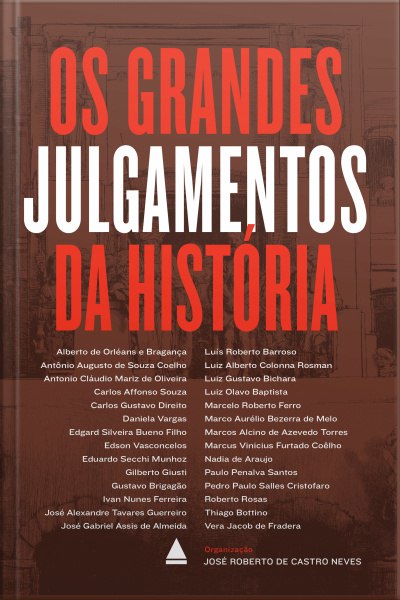 OS GRANDES
JULGAMENTOS
DA HISTÓRIA
Alberto de Orléans e Bragança
Antônio Augusto de Souza Coelho
Antonio Cláudio Mariz de Oliveira
Carlos Affonso Souza
Carlos Gustavo Direito
Daniela Vargas
Edgard Silveira Bueno Filho
Edson Vasconcelos
Eduardo Secchi Munhoz
Gilberto Giusti
Gustavo Brigagão
Ivan Nunes Ferreira
José Alexandre Tavares Guerreiro
José Gabriel Assis de Almeida
Luís Roberto Barroso
Luiz Alberto Colonna Rosman
Luiz Gustavo Bichara
Luiz Olavo Baptista
Marcelo Roberto Ferro
Marco Aurélio Bezerra de Melo
Marcos Alcino de Azevedo Torres
Marcus Vinicius Furtado Coêlho
Nadia de Araujo
Paulo Penalva Santos
Pedro Paulo Salles Cristofaro
Roberto Rosas
Thiago Bottino
Vera Jacob de Fradera
Organização
JOSÉ ROBERTO DE CASTRO NEVES